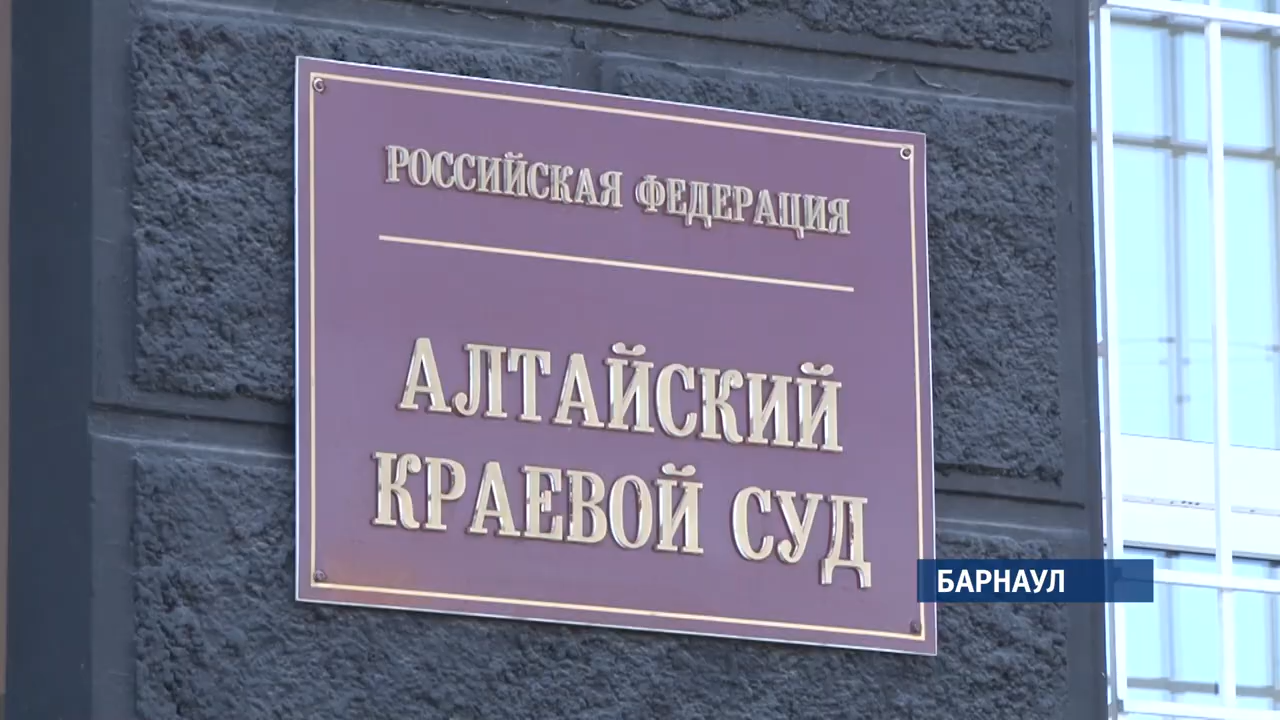 РОССИЙСКАЯ ФЕДЕРАЦИЯ
АЛТАЙСКИЙ
КРАЕВОЙ СУД
БАРНАУЛ